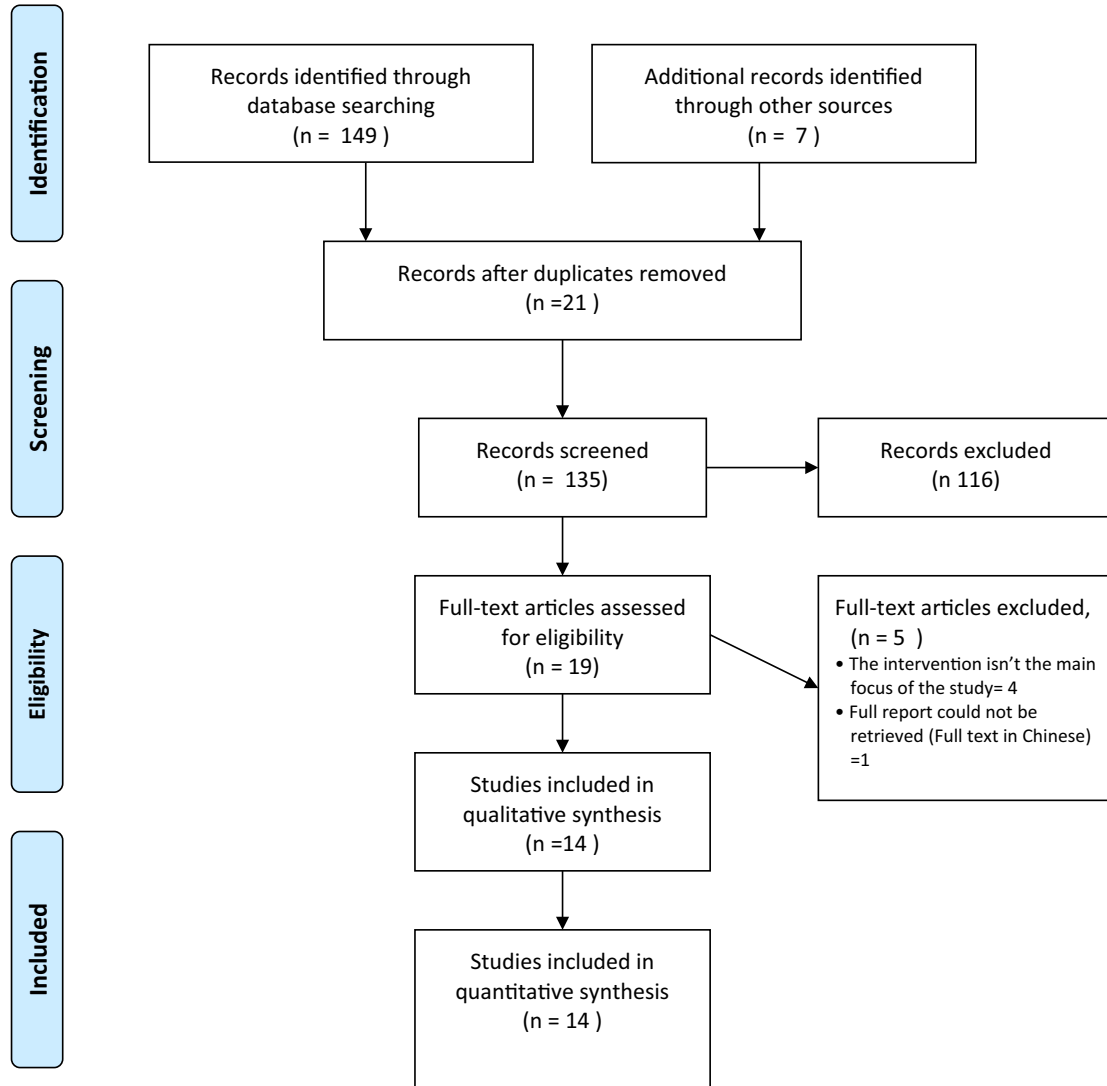 Identification
Records identified through
database searching
(n = 149 )
Additional records identified
through other sources
(n = 7 )
Records after duplicates removed
(n =21 )
Screening
Records screened
(n = 135)
Records excluded
(n 116)
Eligibility
Full-text articles assessed
for eligibility
(n = 19)
Full-text articles excluded,
(n = 5 )
• The intervention isn’t the main
focus of the study= 4
• Full report could not be
retrieved (Full text in Chinese)
=1
Studies included in
qualitative synthesis
(n =14 )
Included
Studies included in
quantitative synthesis
(n = 14 )